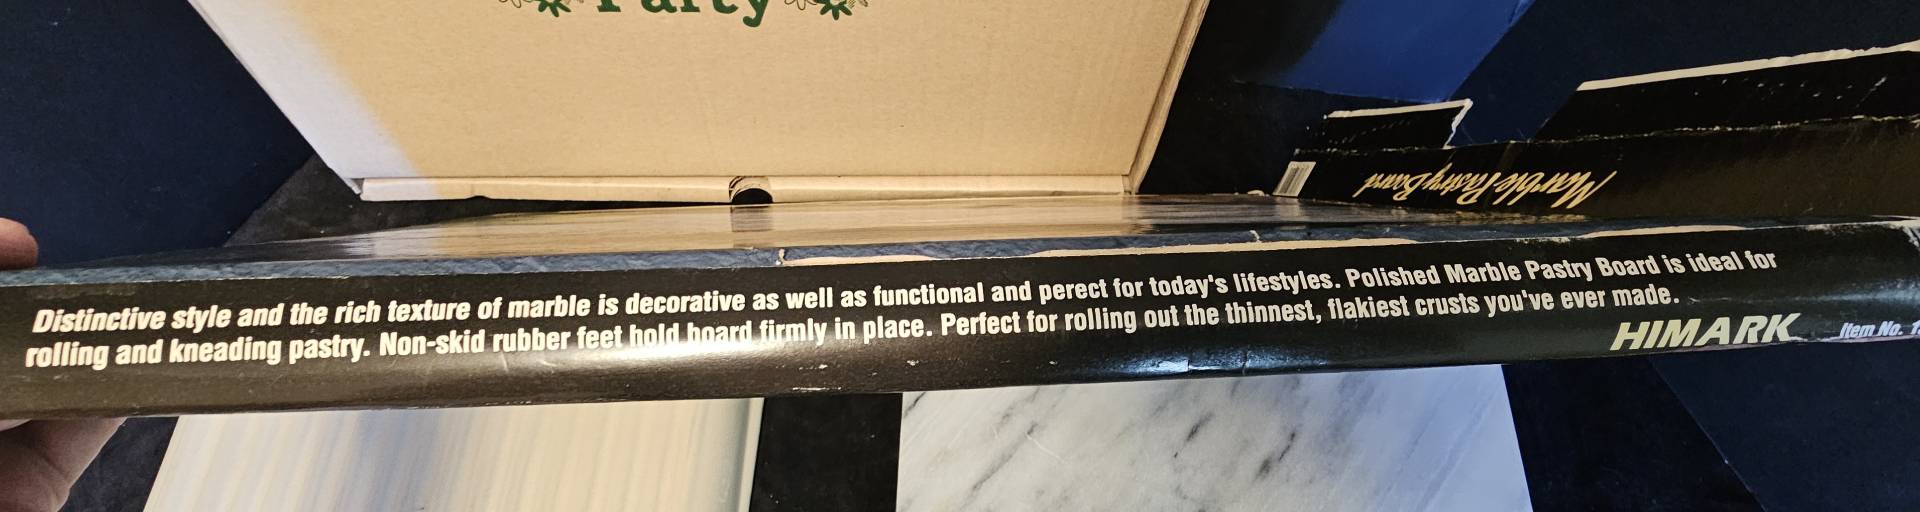 Party
Marble Pastry Board
Distinctive style and the rich texture of marble is decorative as well as functional and perect for today's lifestyles. Polished Marble Pastry Board is ideal for
rolling and kneading pastry. Non-skid rubber feet hold board firmly in place. Perfect for rolling out the thinnest, flakiest crusts you've ever made.
HIMARK
Item No.